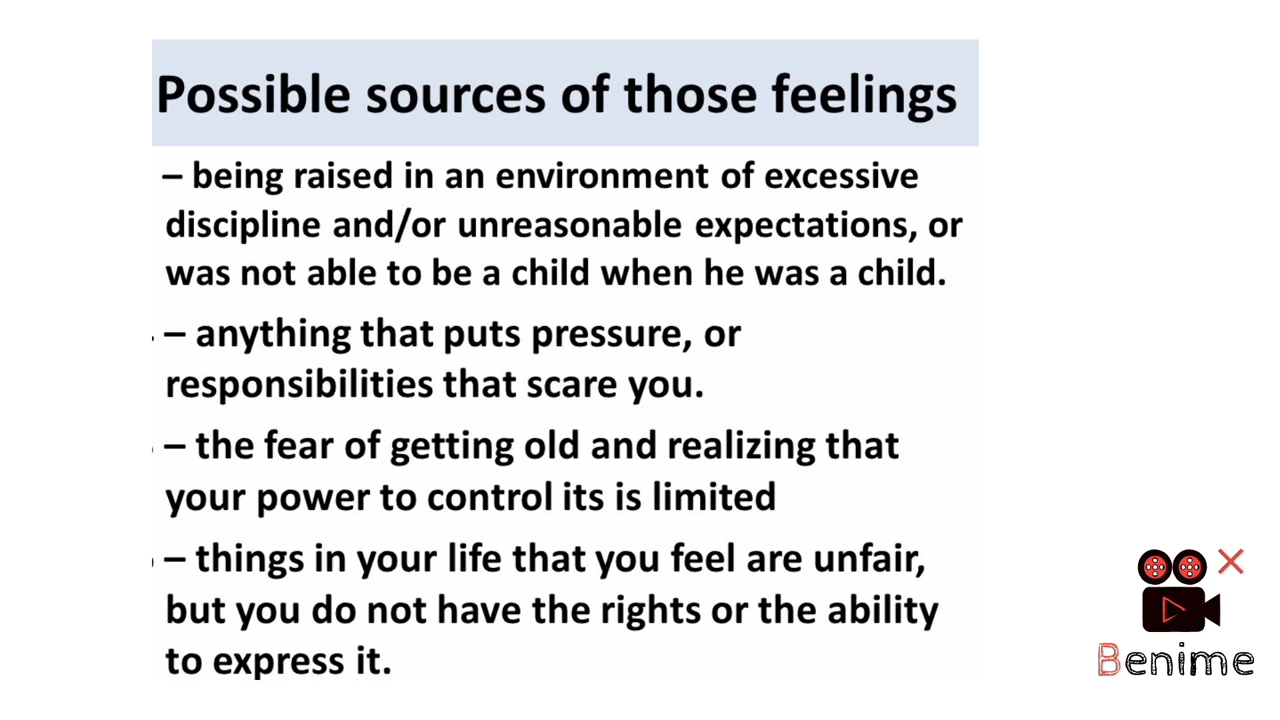 Possible sources of those feelings
– being raised in an environment of excessive
discipline and/or unreasonable expectations, or
was not able to be a child when he was a child.
– anything that puts pressure, or
responsibilities that scare you.
– the fear of getting old and realizing that
your power to control its is limited
– things in your life that you feel are unfair,
but you do not have the rights or the ability
to express it.
Benime